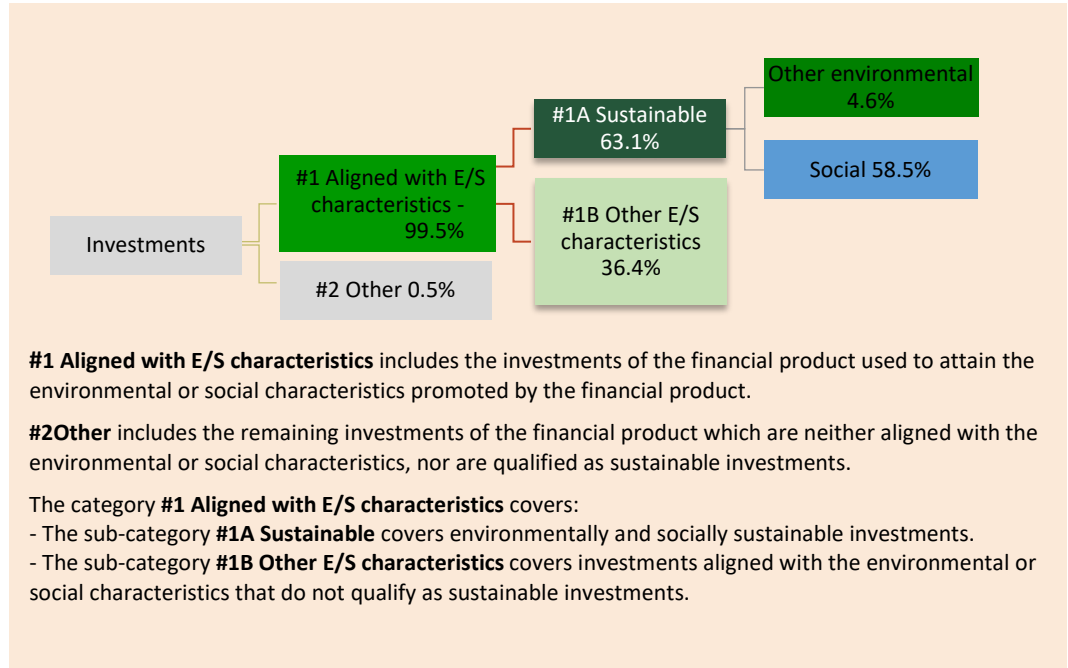 Other environmental
4.6%
#1A Sustainable
63.1%
Social 58.5%
#1 Aligned with E/S
characteristics -
99.5%
#1B Other E/S
characteristics
36.4%
Investments
#2 Other 0.5%
#1 Aligned with E/S characteristics includes the investments of the financial product used to attain the
environmental or social characteristics promoted by the financial product.
#2Other includes the remaining investments of the financial product which are neither aligned with the
environmental or social characteristics, nor are qualified as sustainable investments.
The category #1 Aligned with E/S characteristics covers:
- The sub-category #1A Sustainable covers environmentally and socially sustainable investments.
- The sub-category #1B Other E/S characteristics covers investments aligned with the environmental or
social characteristics that do not qualify as sustainable investments.